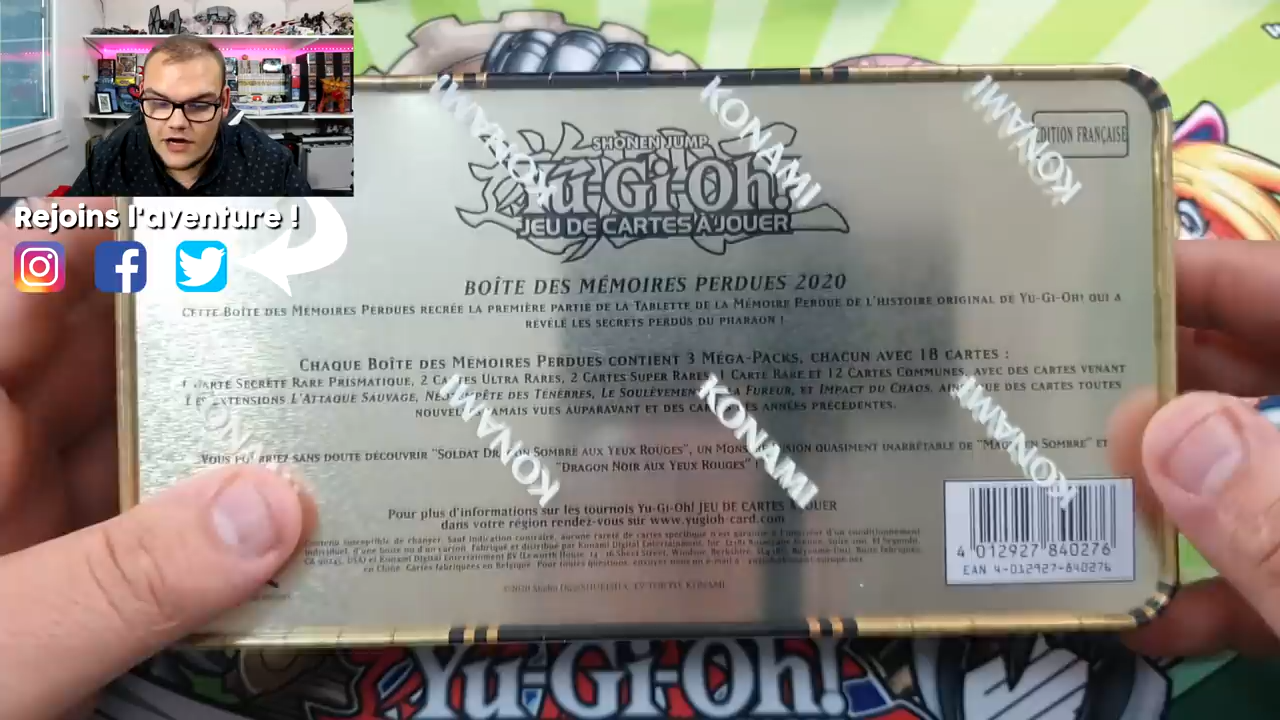 Rejoins l'aventure !
KONAMI
KONAMI
KONAMI
ÉDITION FRANÇAISE
SHONEN JUMP
Yu-Gi-Oh!
JEU DE CARTES À JOUER
BOÎTE DES MÉMOIRES PERDUES 2020
CETTE BOÎTE DES MÉMOIRES PERDUES RECRÉE LA PREMIÈRE PARTIE DE LA TABLETTE DE LA MÉMOIRE PERDUE DE L'HISTOIRE ORIGINAL DE YU-GI-OH! QUI A
RÉVÉLÉ LES SECRETS PERDUS DU PHARAON !
CHAQUE BOÎTE DES MÉMOIRES PERDUES CONTIENT 3 MÉGA-PACKS, CHACUN AVEC 18 CARTES :
1 CARTE SECRÈTE RARE PRISMATIQUE, 2 CARTES ULTRA RARES, 2 CARTES SUPER RARES, 1 CARTE RARE ET 12 CARTES COMMUNES, AVEC DES CARTES VENANT
DES EXTENSIONS L'ATTAQUE SAUVAGE, NÉO-TEMPÊTE DES TÉNÈBRES, LE SOULÈVEMENT DE LA FUREUR, ET IMPACT DU CHAOS, AINSI QUE DES CARTES TOUTES
NOUVELLES JAMAIS VUES AUPARAVANT ET DES CARTES DES ANNÉES PRÉCÉDENTES.
KONAMI
KONAMI
KONAMI
KONAMI
VOUS POURRIEZ SANS DOUTE DÉCOUVRIR "SOLDAT DRAGON SOMBRE AUX YEUX ROUGES", UN MONSTRE FUSION QUASIMENT INARRÊTABLE DE "MAGICIEN SOMBRE" ET
"DRAGON NOIR AUX YEUX ROUGES" !
Pour plus d'informations sur les tournois Yu-Gi-Oh! JEU DE CARTES À JOUER
dans votre région rendez-vous sur www.yugioh-card.com
4 012927 840276
EAN 4-012927-840276
Yu-Gi-Oh!